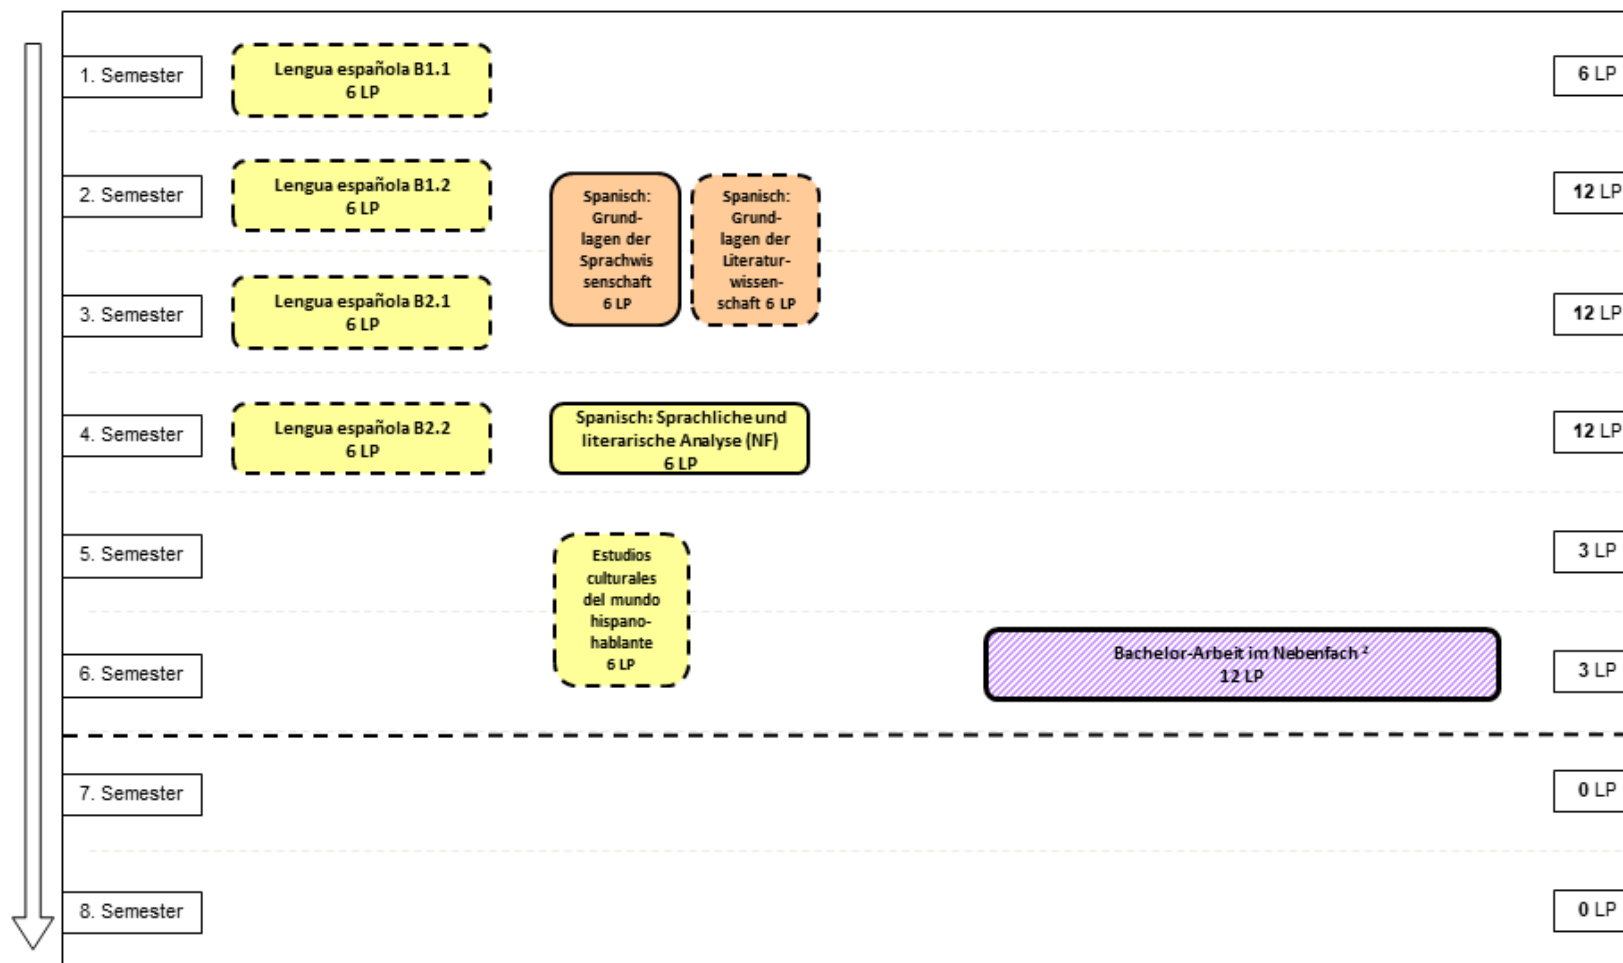 1. Semester
Lengua española B1.1
6 LP
6 LP
2. Semester
Lengua española B1.2
6 LP
Spanisch:
Grund-
lagen der
Sprachwis
senschaft
6 LP
Spanisch:
Grund-
lagen der
Literatur-
wissen-
schaft 6 LP
12 LP
3. Semester
Lengua española B2.1
6 LP
12 LP
4. Semester
Lengua española B2.2
6 LP
Spanisch: Sprachliche und
literarische Analyse (NF)
6 LP
12 LP
5. Semester
Estudios
culturales
del mundo
hispano-
hablante
6 LP
3 LP
6. Semester
Bachelor-Arbeit im Nebenfach ²
12 LP
3 LP
7. Semester
0 LP
8. Semester
0 LP